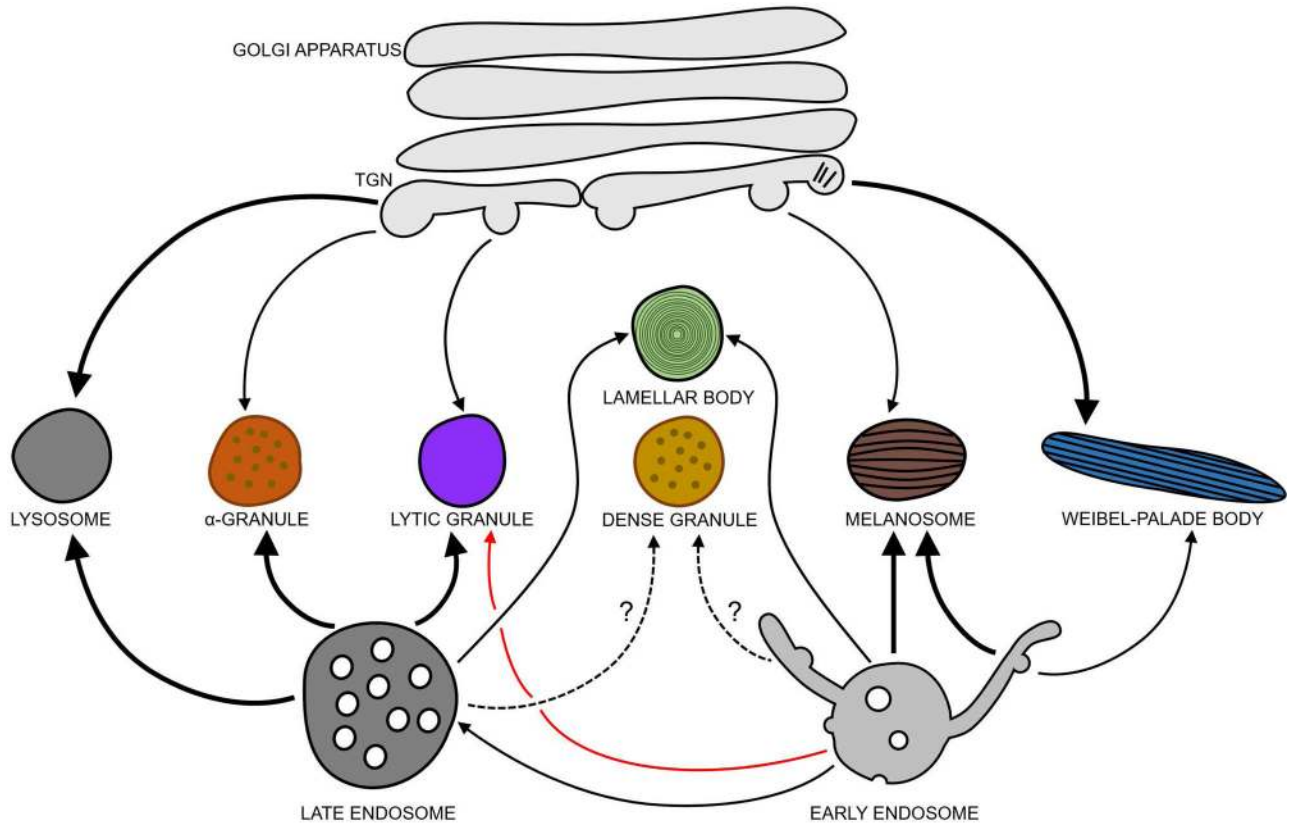 GOLGI APPARATUS
TGN
LAMELLAR BODY
LYSOSOME
α-GRANULE
LYTIC GRANULE
DENSE GRANULE
MELANOSOME
WEIBEL-PALADE BODY
?
?
LATE ENDOSOME
EARLY ENDOSOME